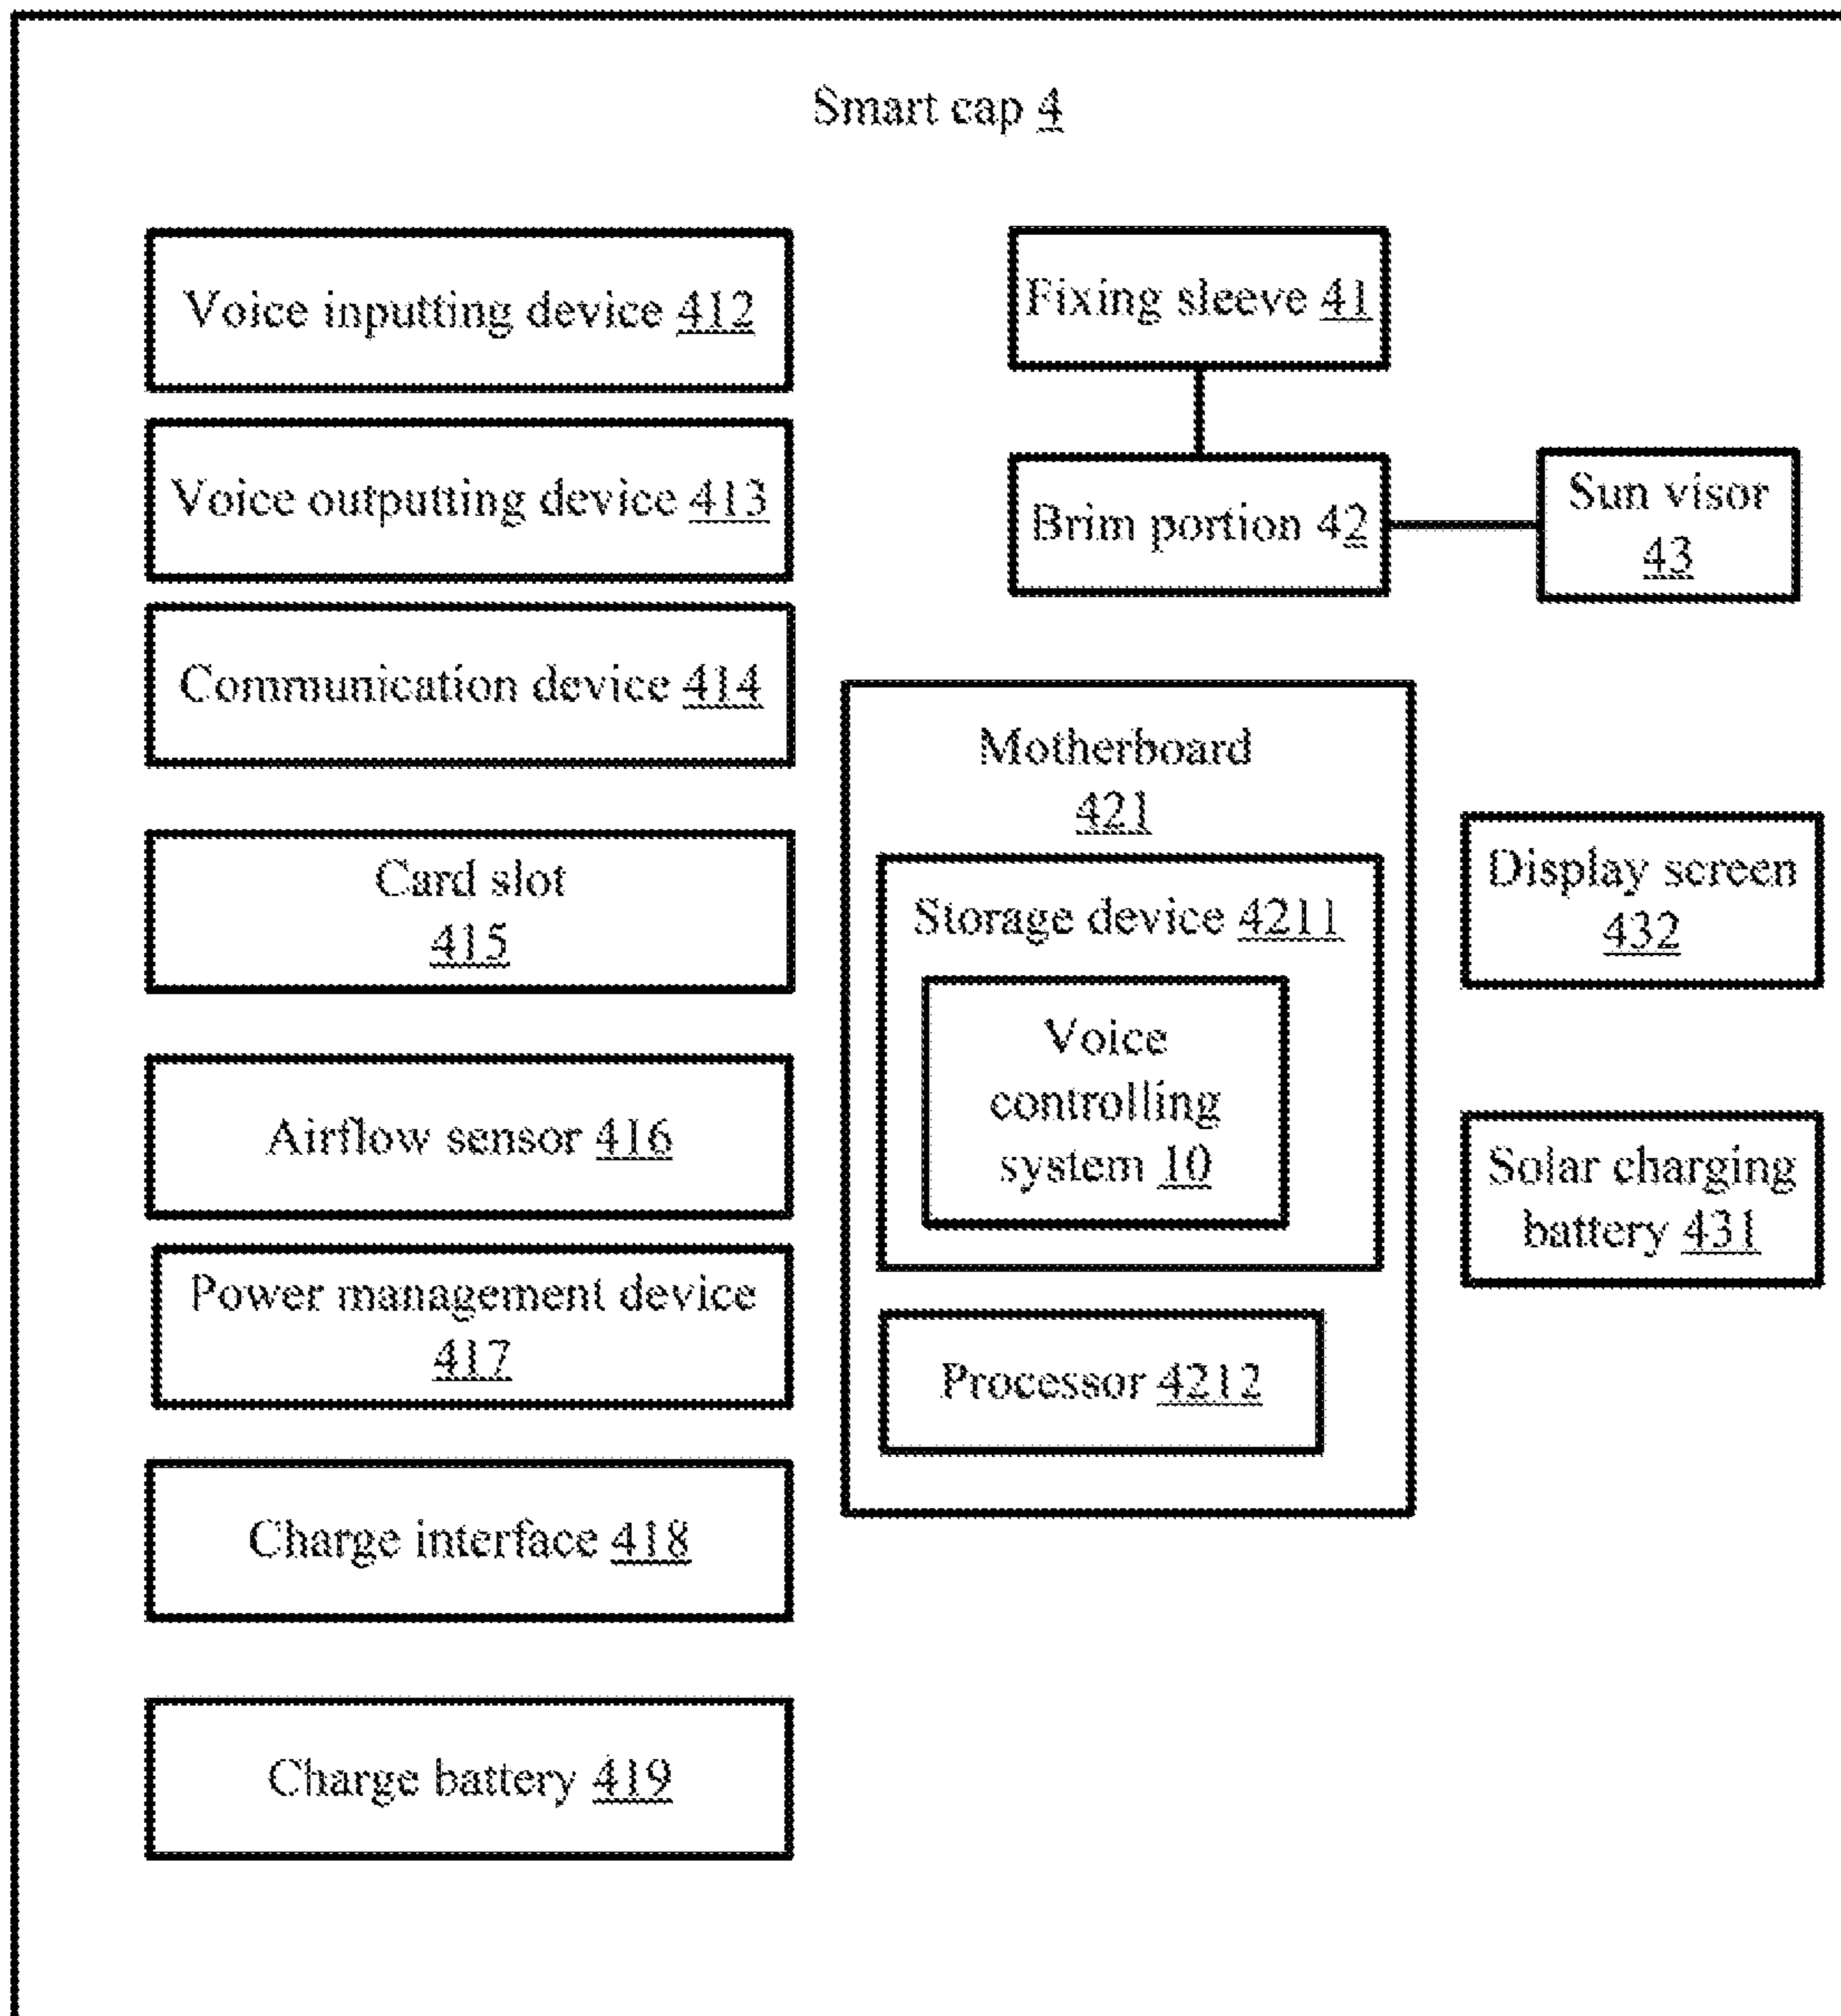 Smart cap 4
Voice inputting device 412
Voice outputting device 413
Communication device 414
Card slot
415
Airflow sensor 416
Power management device
417
Charge interface 418
Charge battery 419
Fixing sleeve 41
Brim portion 42
Sun visor
43
Motherboard
421
Storage device 4211
Voice
controlling
system 10
Processor 4212
Display screen
432
Solar charging
battery 431